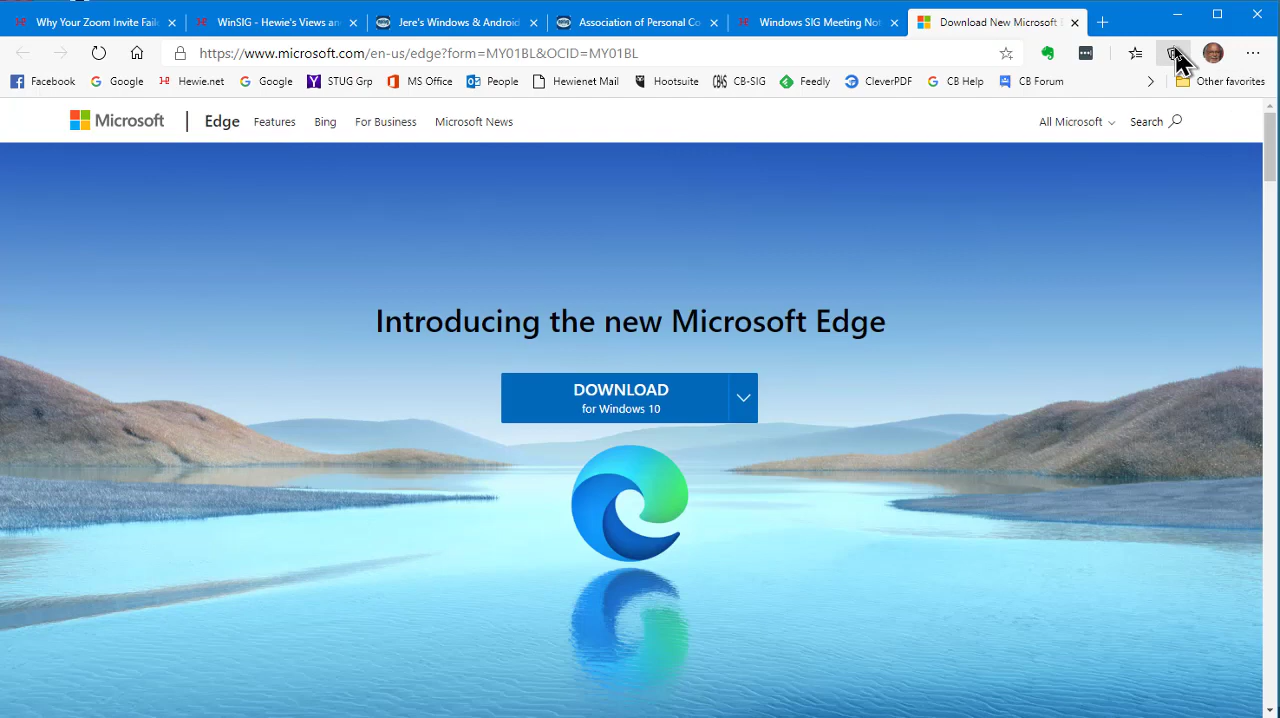 Why Your Zoom Invite Faile
WinSIG - Hewie's Views an
Jere's Windows & Android
Association of Personal Co
Windows SIG Meeting Not
Download New Microsoft E
https://www.microsoft.com/en-us/edge?form=MY01BL&OCID=MY01BL
Facebook
Google
Hewie.net
Google
STUG Grp
MS Office
People
Hewienet Mail
Hootsuite
CB-SIG
Feedly
CleverPDF
CB Help
CB Forum
Other favorites
Microsoft
Edge
Features
Bing
For Business
Microsoft News
All Microsoft
Search
Introducing the new Microsoft Edge
DOWNLOAD
for Windows 10